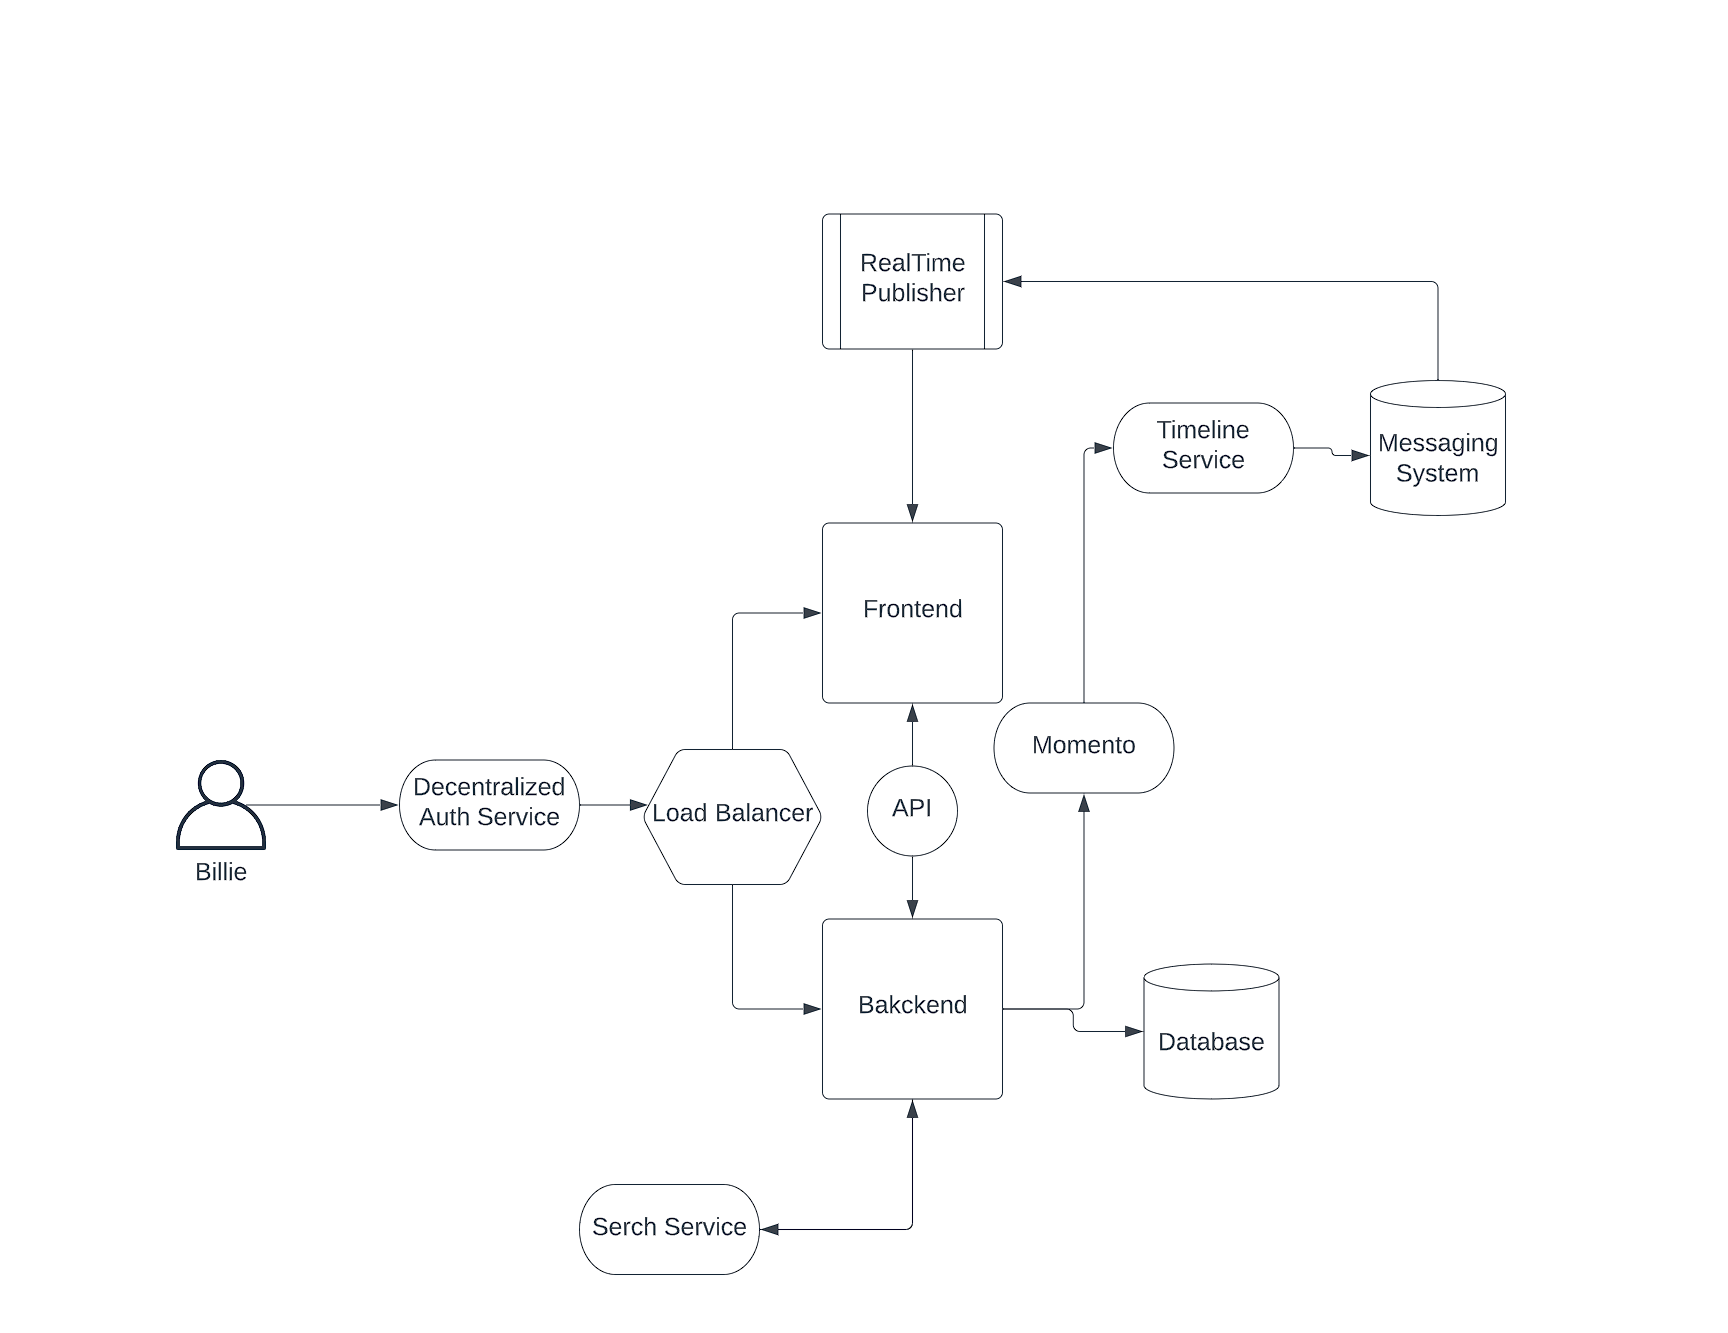 RealTime
Publisher
Timeline
Service
Messaging
System
Frontend
Momento
Decentralized
Auth Service
Load Balancer
API
Billie
Bakckend
Database
Serch Service